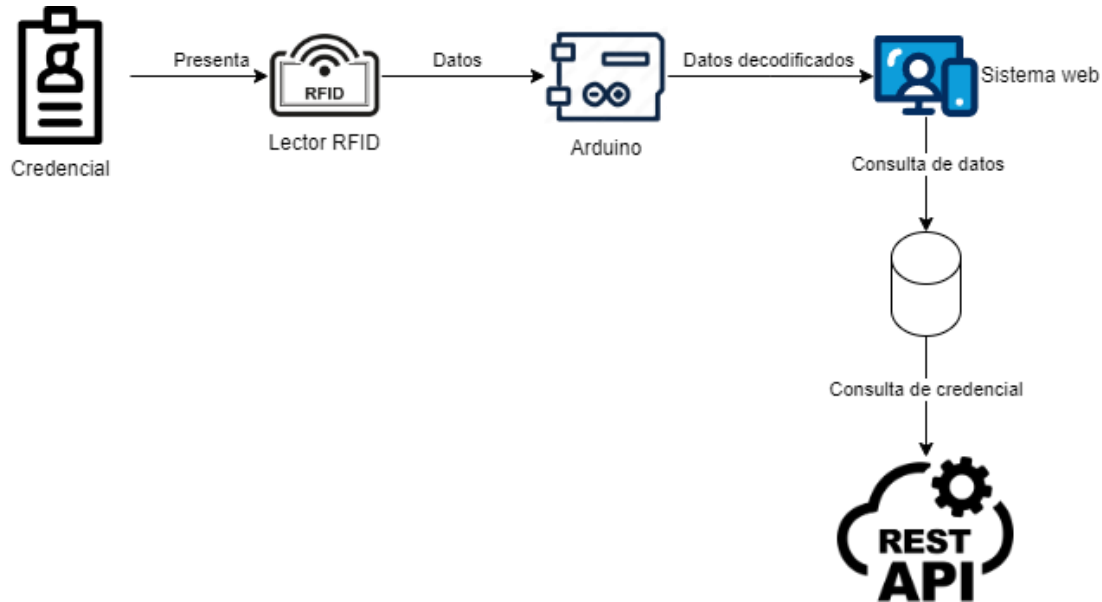 Presenta
Datos
Datos decodificados
RFID
Sistema web
Lector RFID
Arduino
Credencial
Consulta de datos
Consulta de credencial
REST
API